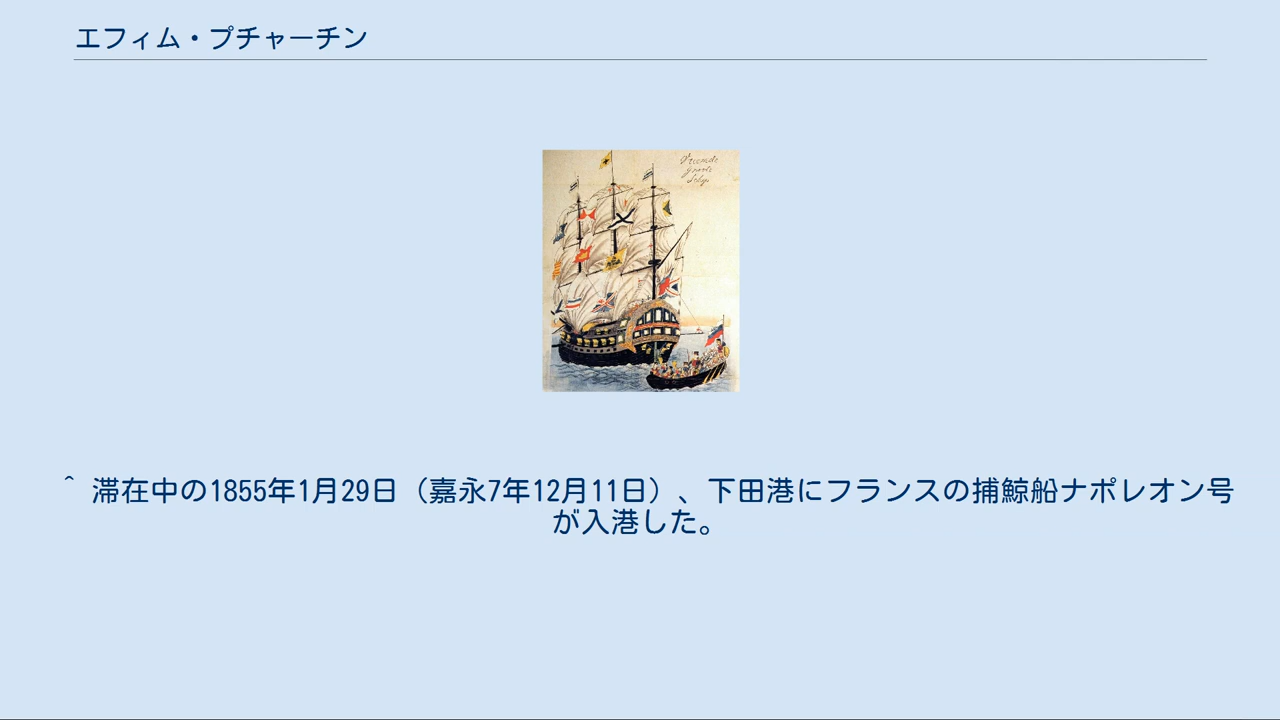 エフィム・プチャーチン
^ 滞在中の1855年1月29日（嘉永7年12月11日）、下田港にフランスの捕鯨船ナポレオン号
が入港した。